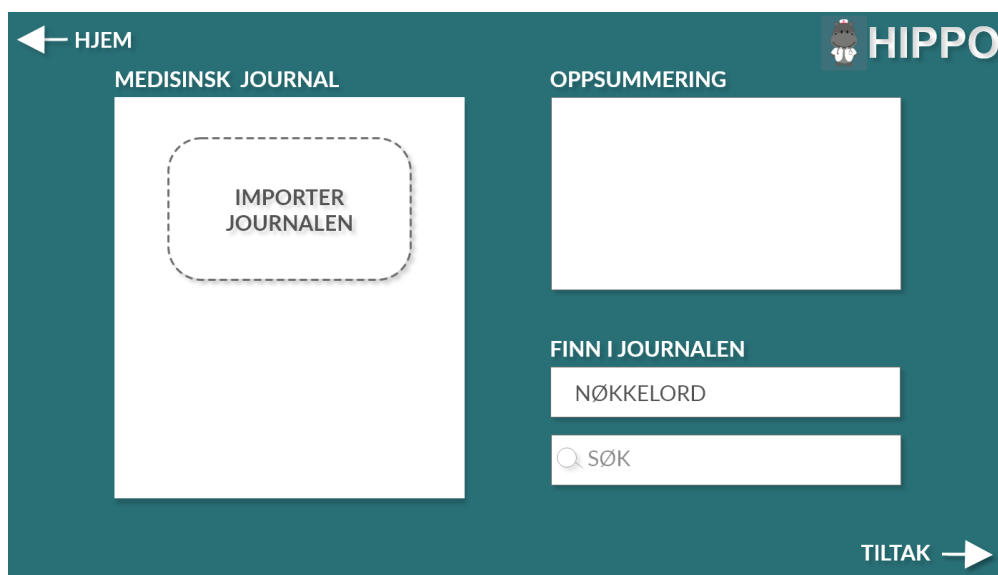 HJEM
HIPPO
MEDISINSK JOURNAL
IMPORTER
JOURNALEN
OPPSUMMERING
FINN I JOURNALEN
NØKKELORD
SØK
TILTAK